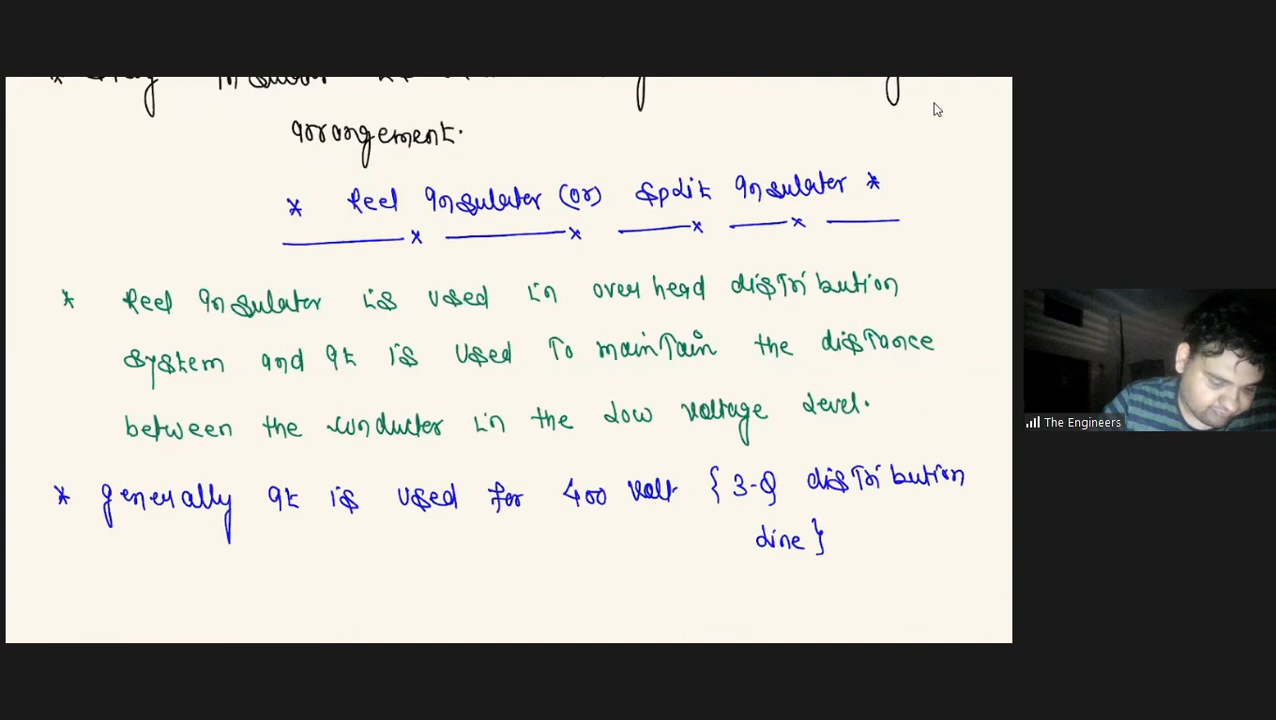 arrangement.
* Reel Insulator (or) Split Insulator *
* Reel Insulator is used in over head distribution
system and It is used To mainTain the disTance
between the conductor in the Low voltage Level.
* generally It is used for 400 Volt { 3-Φ disTribution
Line }
The Engineers